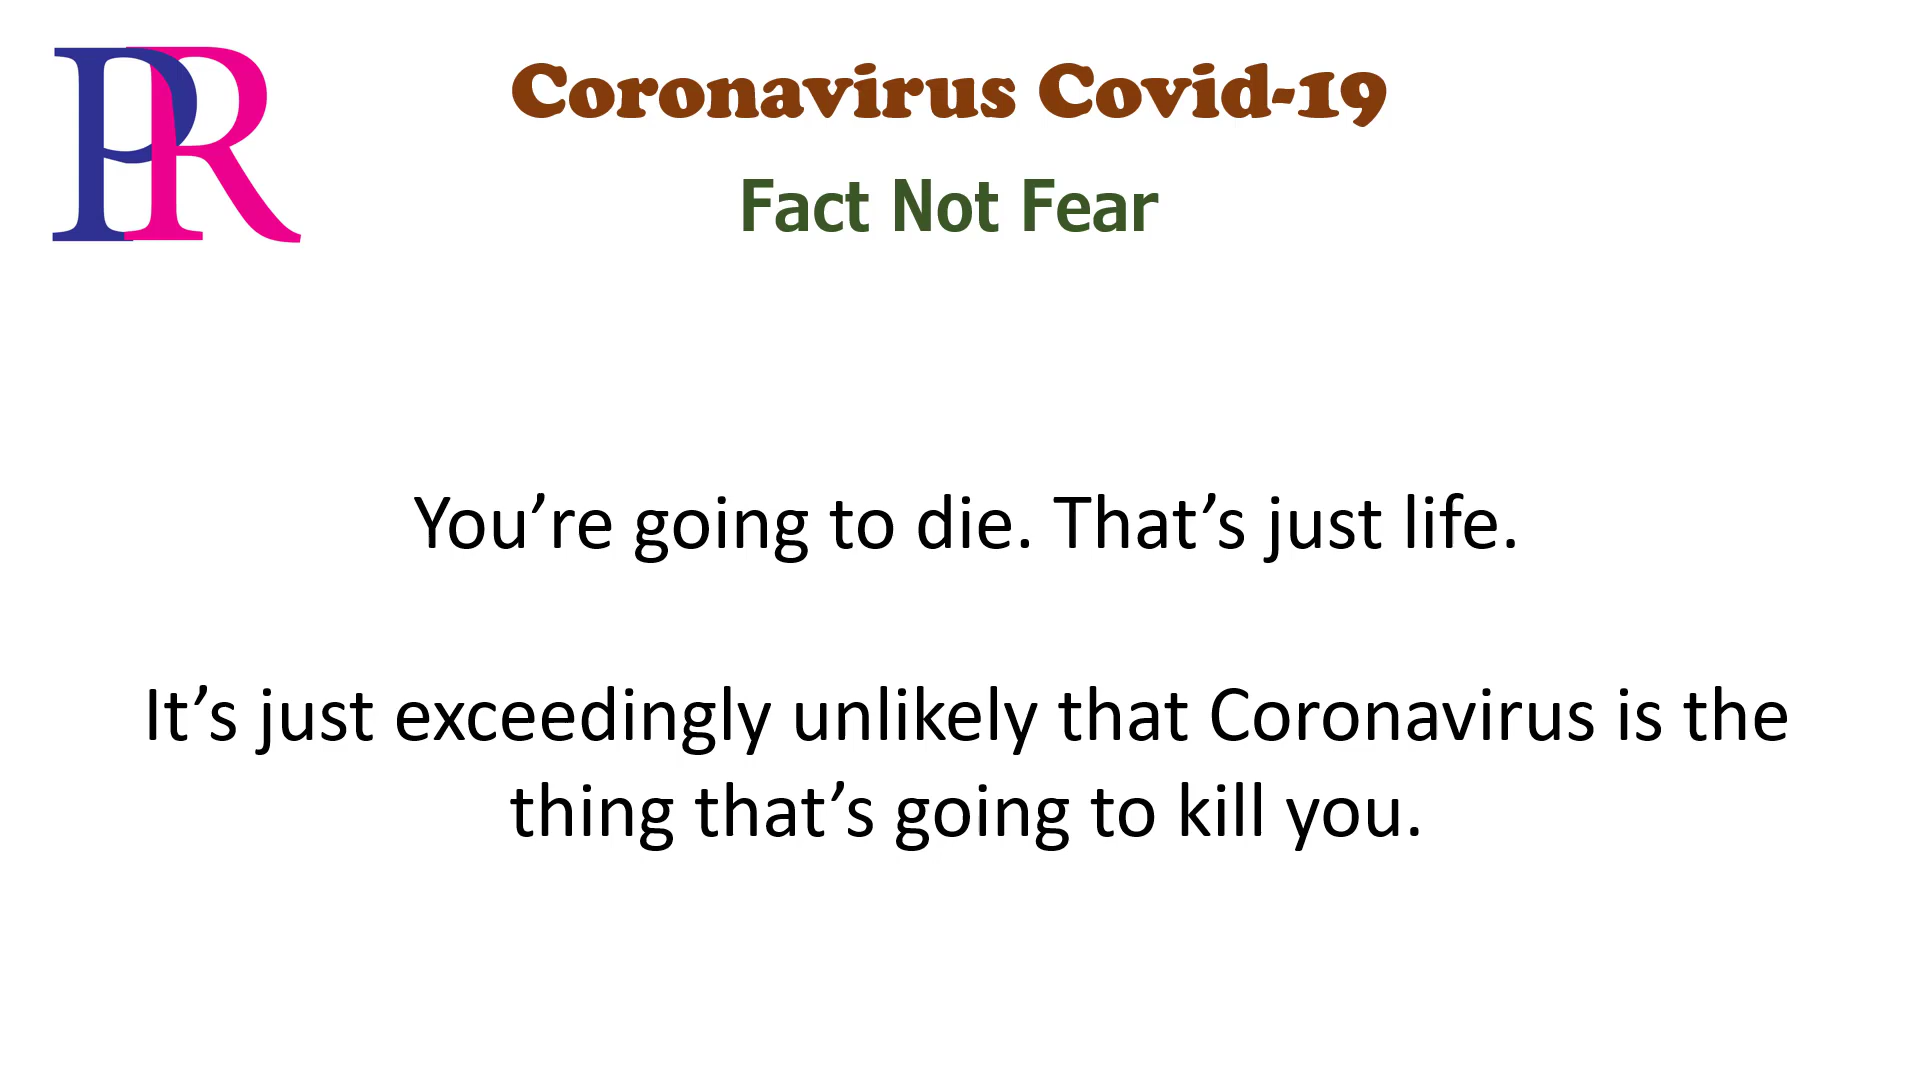 PR
Coronavirus Covid-19
Fact Not Fear
You’re going to die. That’s just life.
It’s just exceedingly unlikely that Coronavirus is the
thing that’s going to kill you.